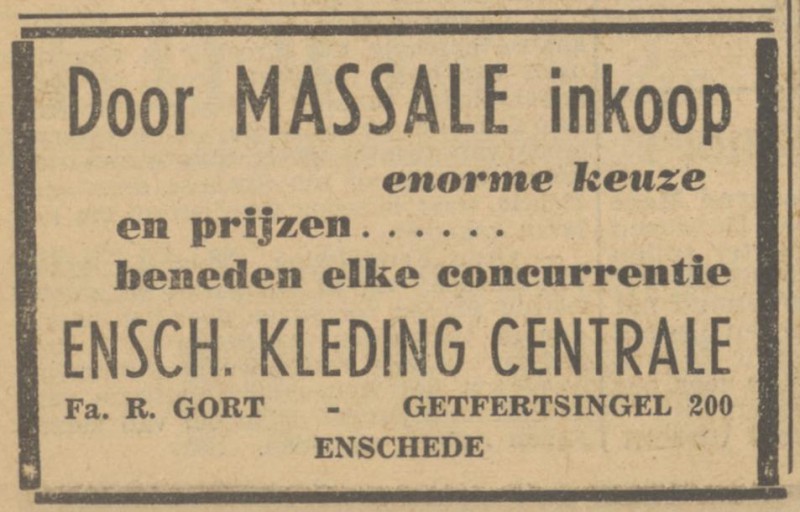 Door MASSALE inkoop
enorme keuze
en prijzen......
beneden elke concurrentie
ENSCH. KLEDING CENTRALE
Fa. R. GORT - GETFERTSINGEL 200
ENSCHEDE